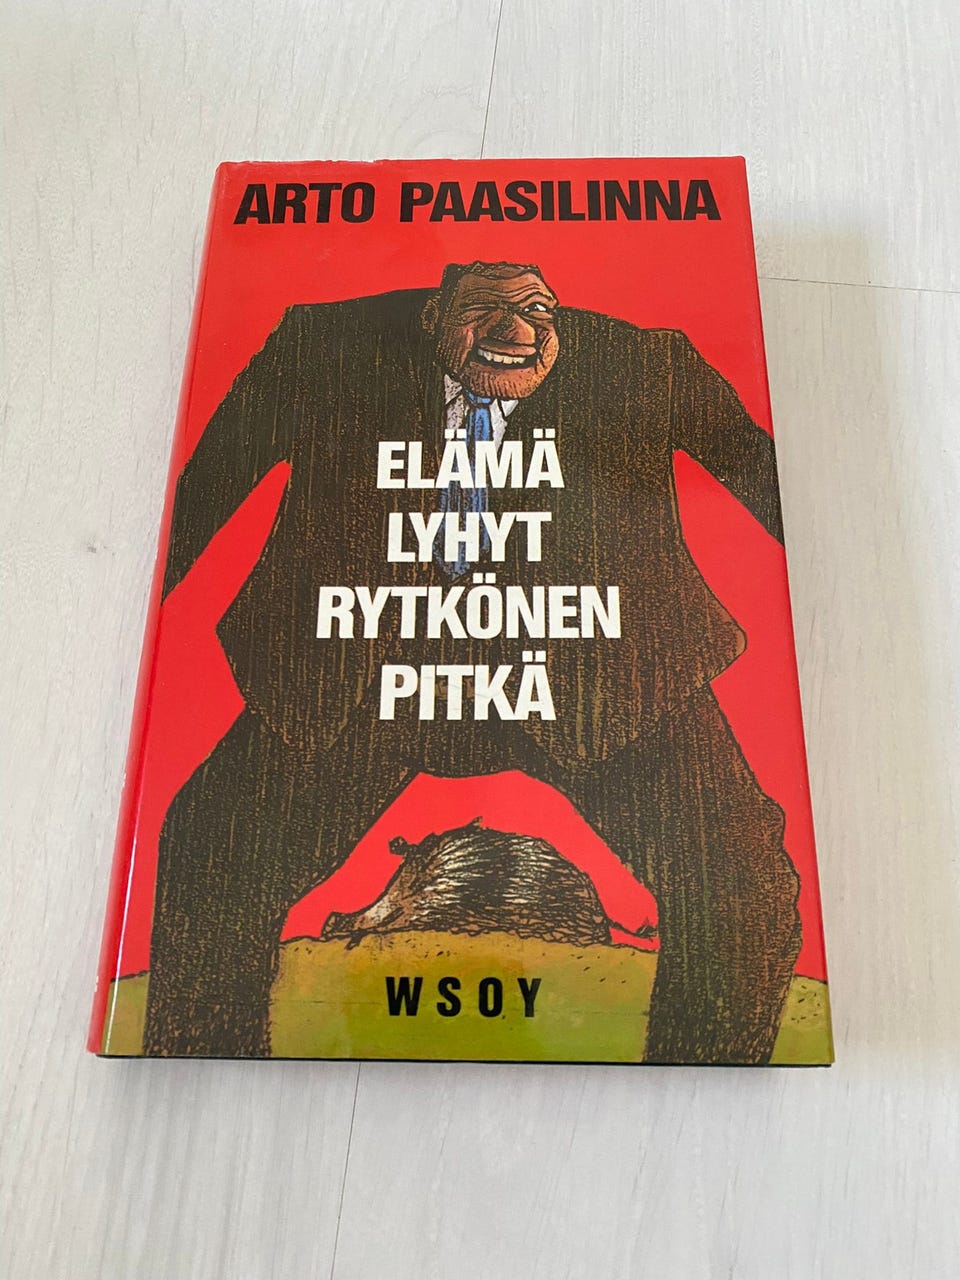 ARTO PAASILINNA
ELÄMÄ
LYHYT
RYTKÖNEN
PITKÄ
WSOY